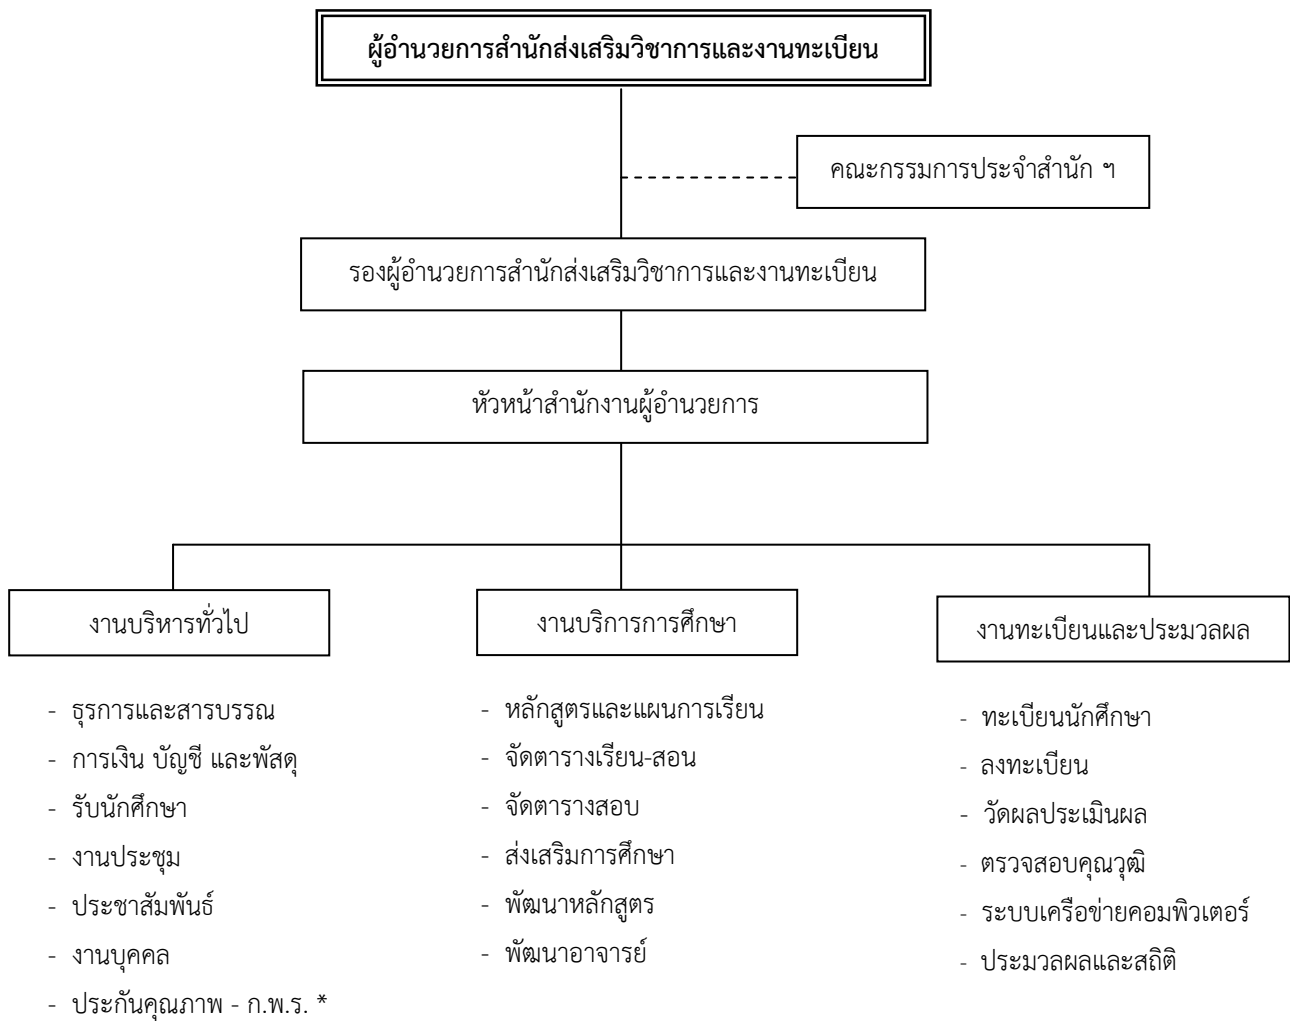 ผู้อำนวยการสำนักส่งเสริมวิชาการและงานทะเบียน
คณะกรรมการประจำสำนัก ฯ
รองผู้อำนวยการสำนักส่งเสริมวิชาการและงานทะเบียน
หัวหน้าสำนักงานผู้อำนวยการ
งานบริหารทั่วไป
- ธุรการและสารบรรณ
- การเงิน บัญชี และพัสดุ
- รับนักศึกษา
- งานประชุม
- ประชาสัมพันธ์
- งานบุคคล
- ประกันคุณภาพ - ก.พ.ร. *
งานบริการการศึกษา
- หลักสูตรและแผนการเรียน
- จัดตารางเรียน-สอน
- จัดตารางสอบ
- ส่งเสริมการศึกษา
- พัฒนาหลักสูตร
- พัฒนาอาจารย์
งานทะเบียนและประมวลผล
- ทะเบียนนักศึกษา
- ลงทะเบียน
- วัดผลประเมินผล
- ตรวจสอบคุณวุฒิ
- ระบบเครือข่ายคอมพิวเตอร์
- ประมวลผลและสถิติ